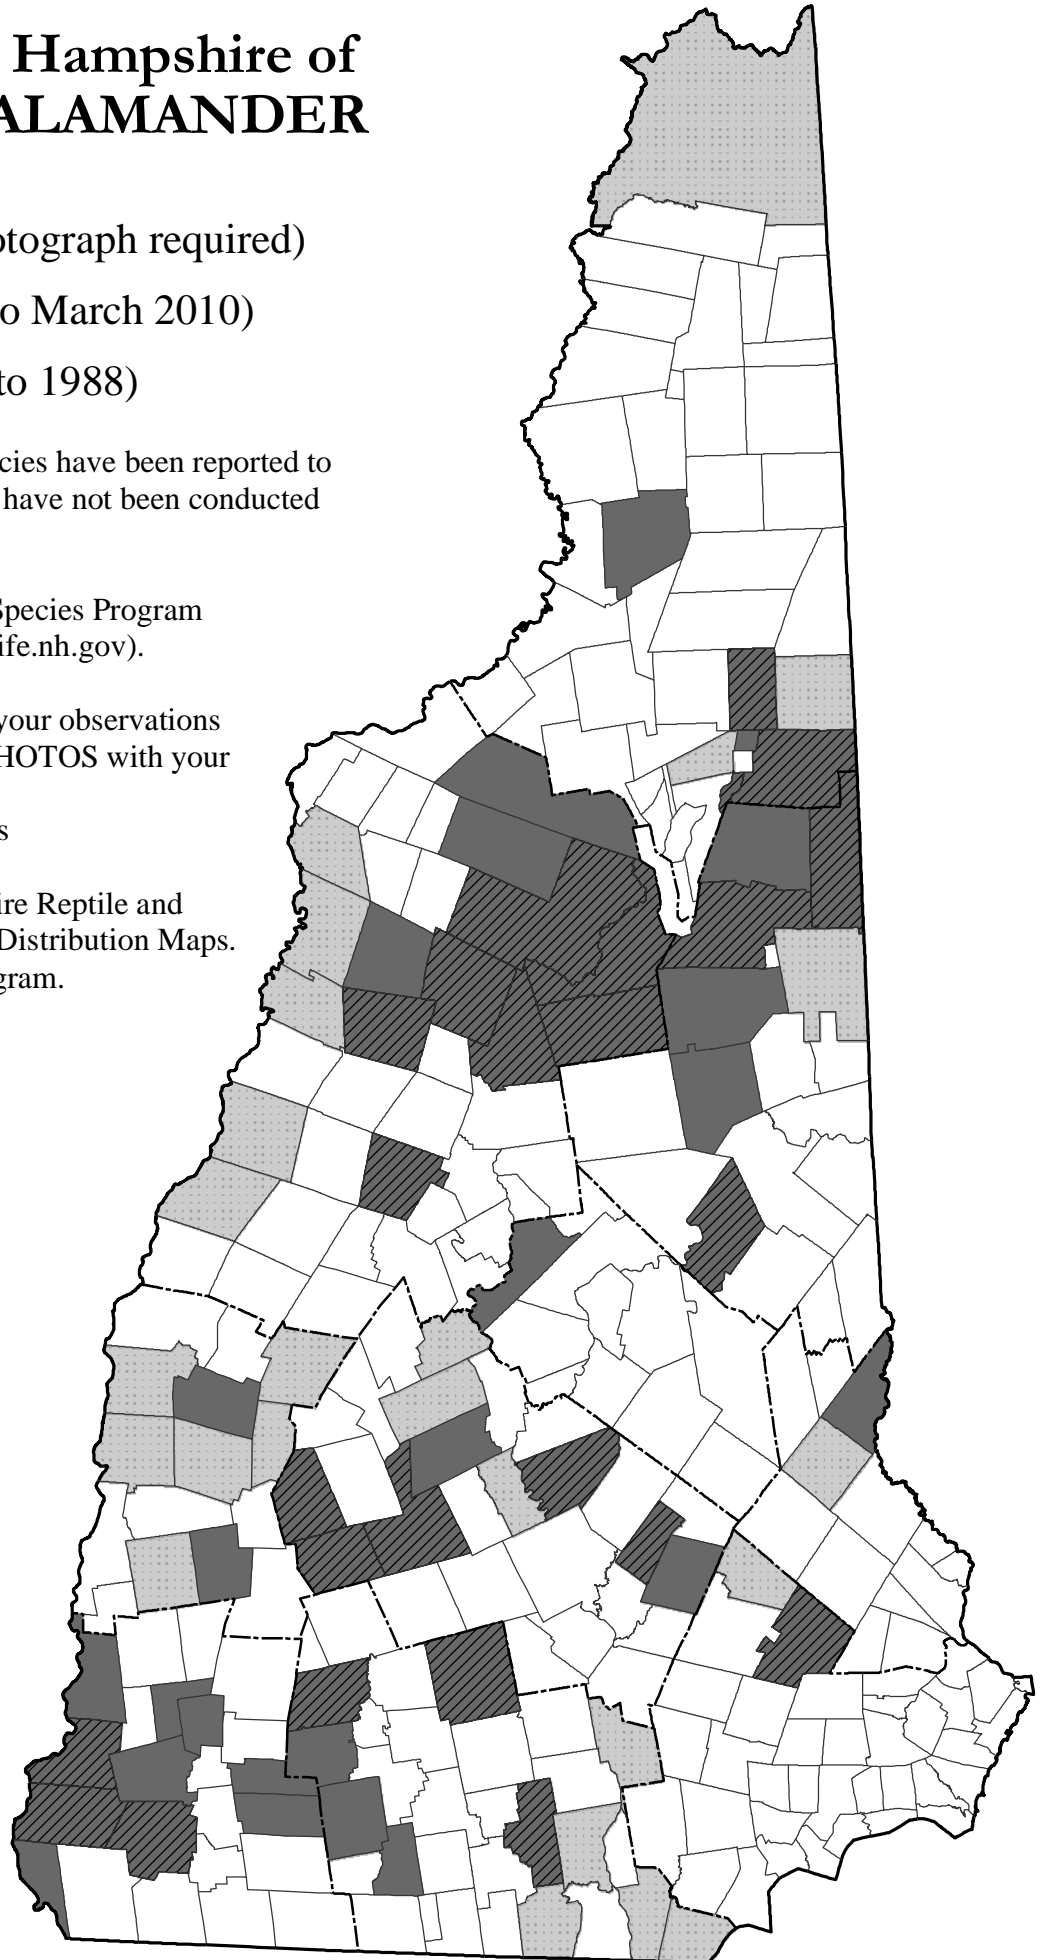 Hampshire of
ALAMANDER
otograph required)
o March 2010)
to 1988)
cies have been reported to
have not been conducted
Species Program
ife.nh.gov).
your observations
HOTOS with your
s
ire Reptile and
Distribution Maps.
gram.